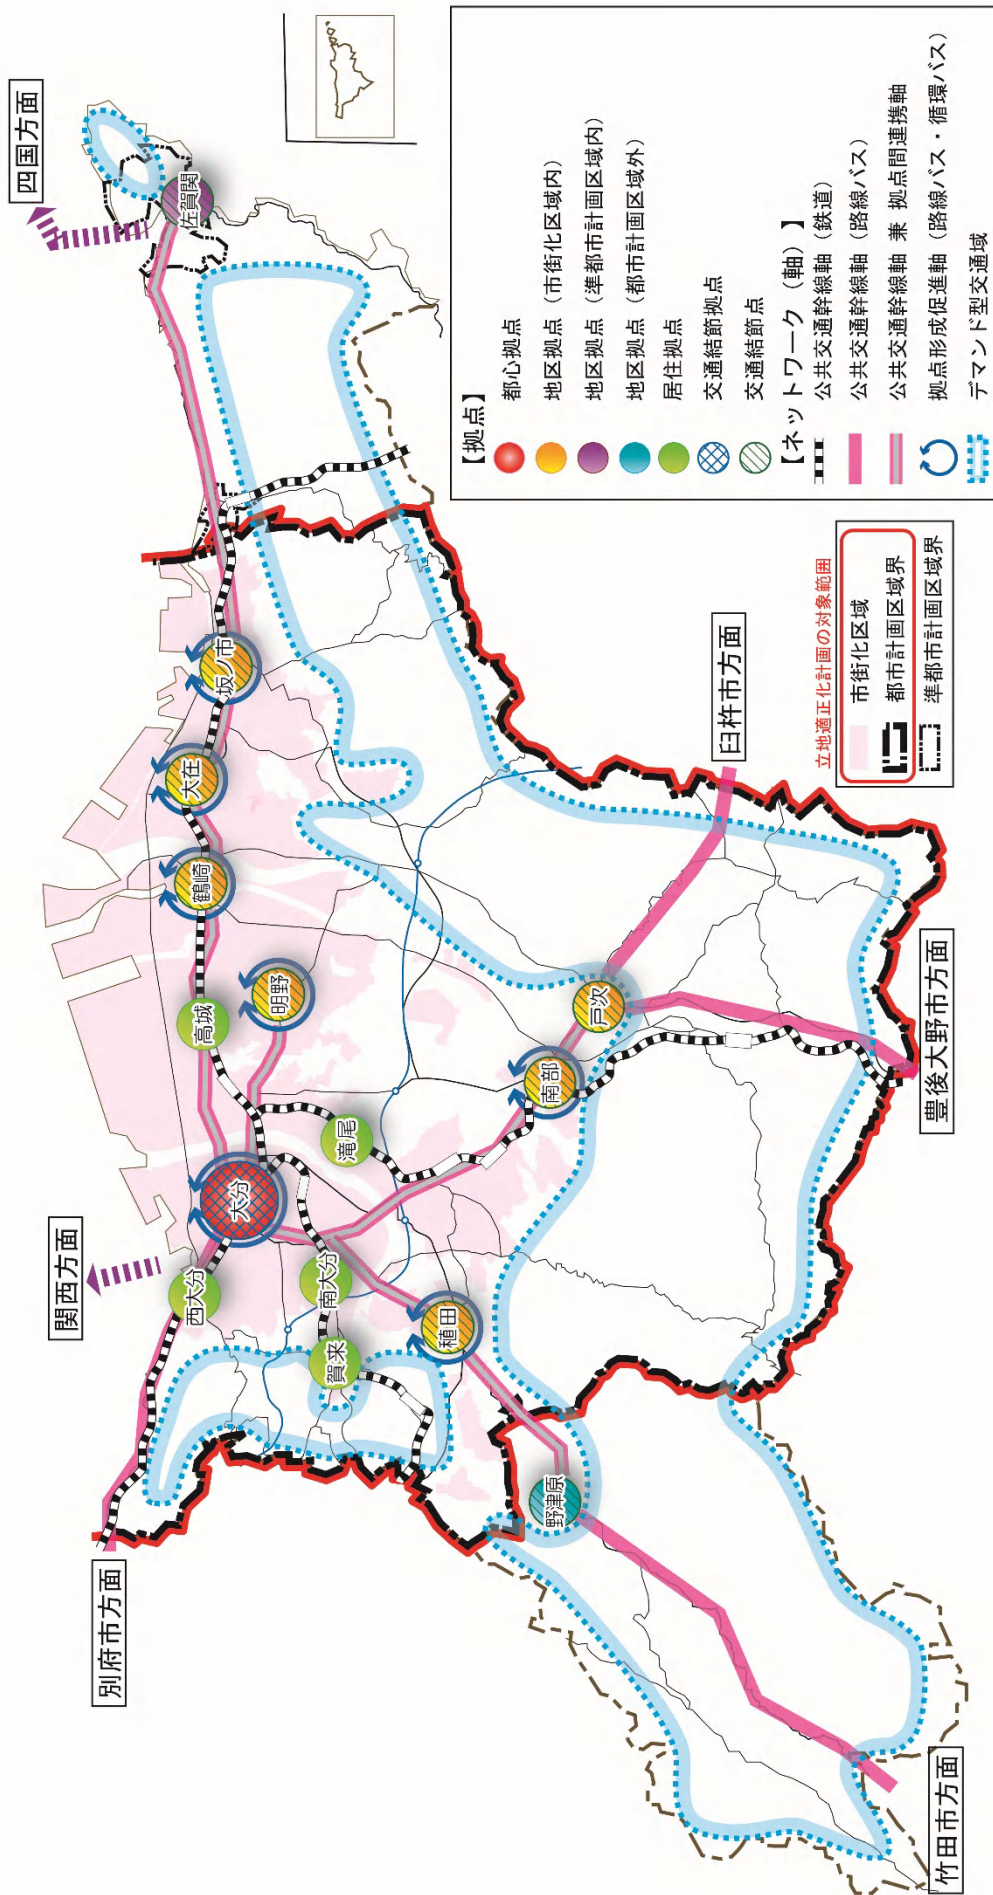 四国方面
関西方面
別府市方面
竹田市方面
豊後大野市方面
臼杵市方面
佐賀関
坂ノ市
大在
鶴崎
高城
明野
大分
滝尾
西大分
南大分
賀来
稙田
南部
戸次
野津原
【拠点】
都心拠点
地区拠点（市街化区域内）
地区拠点（準都市計画区域内）
地区拠点（都市計画区域外）
居住拠点
交通結節拠点
交通結節点
【ネットワーク（軸）】
公共交通幹線軸（鉄道）
公共交通幹線軸（路線バス）
公共交通幹線軸 兼 拠点間連携軸
拠点形成促進軸（路線バス・循環バス）
デマンド型交通域
立地適正化計画の対象範囲
市街化区域
都市計画区域界
準都市計画区域界